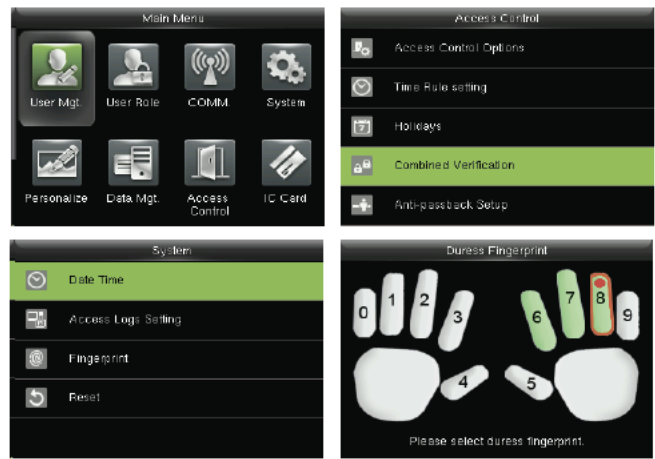 Main Menu
User Mgt. User Role COMM. System
Personalize Data Mgt. Access Control IC Card
Access Control
Access Control Options
Time Rule setting
Holidays
7
Combined Verification
Anti-passback Setup
System
Date Time
Access Logs Setting
Fingerprint
Reset
Duress Fingerprint
0 1 2 3 6 7 8 9
4 5
Please select duress fingerprint.